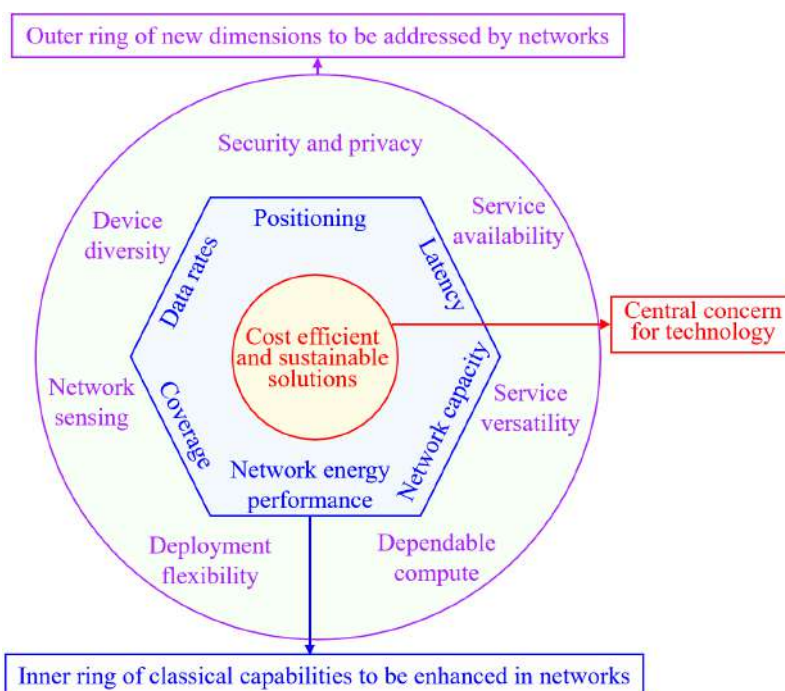 Outer ring of new dimensions to be addressed by networks
Security and privacy
Device
diversity
Service
availability
Positioning
Data rates
Latency
Central concern
for technology
Cost efficient
and sustainable
solutions
Network
sensing
Coverage
Network capacity
Service
versatility
Network energy
performance
Deployment
flexibility
Dependable
compute
Inner ring of classical capabilities to be enhanced in networks